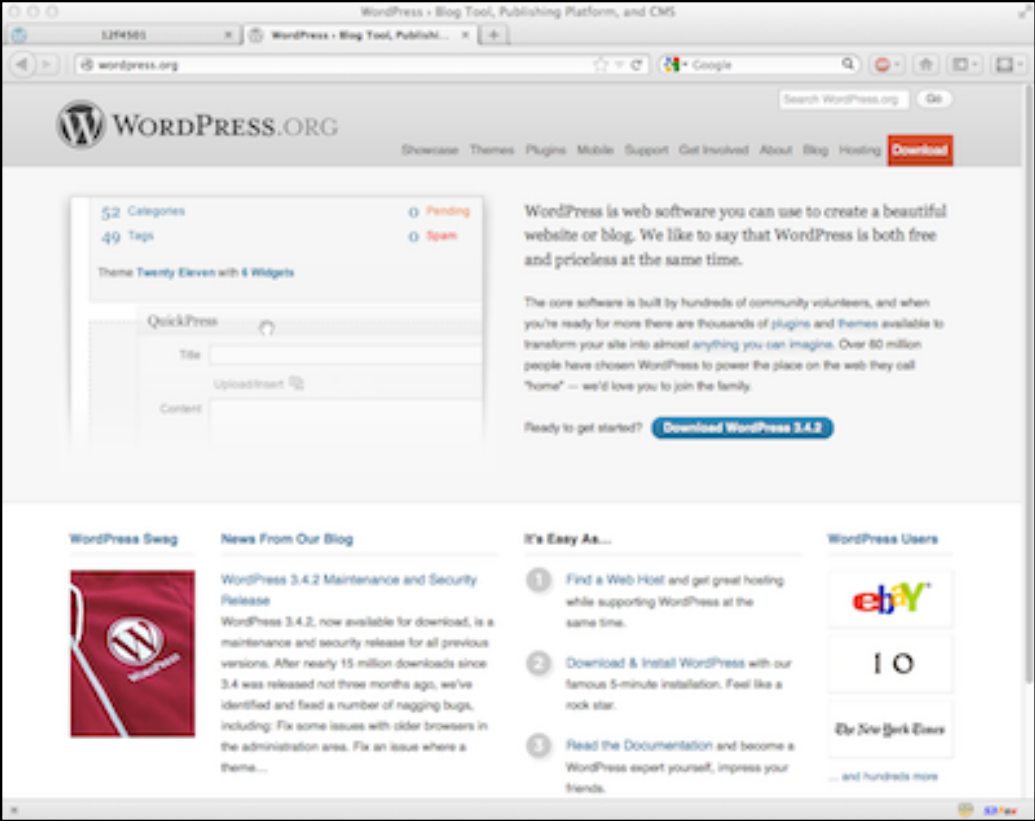 WordPress › Blog Tool, Publishing Platform, and CMS
12f4501
WordPress › Blog Tool, Publishi...
wordpress.org
Google
Search WordPress.org Go
WORDPRESS.ORG
Showcase Themes Plugins Mobile Support Get Involved About Blog Hosting Download
52 Categories 0 Pending
49 Tags 0 Spam
Theme Twenty Eleven with 6 Widgets
QuickPress
Title
Upload/Insert
Content
WordPress is web software you can use to create a beautiful
website or blog. We like to say that WordPress is both free
and priceless at the same time.
The core software is built by hundreds of community volunteers, and when
you're ready for more there are thousands of plugins and themes available to
transform your site into almost anything you can imagine. Over 60 million
people have chosen WordPress to power the place on the web they call
"home" — we'd love you to join the family.
Ready to get started? Download WordPress 3.4.2
WordPress Swag
WordPress
News From Our Blog
WordPress 3.4.2 Maintenance and Security
Release
WordPress 3.4.2, now available for download, is a
maintenance and security release for all previous
versions. After nearly 15 million downloads since
3.4 was released not three months ago, we've
identified and fixed a number of nagging bugs,
including: Fix some issues with older browsers in
the administration area. Fix an issue where a
theme...
It's Easy As...
1 Find a Web Host and get great hosting
while supporting WordPress at the
same time.
2 Download & Install WordPress with our
famous 5-minute installation. Feel like a
rock star.
3 Read the Documentation and become a
WordPress expert yourself, impress your
friends.
WordPress Users
ebay
10
The New York Times
... and hundreds more